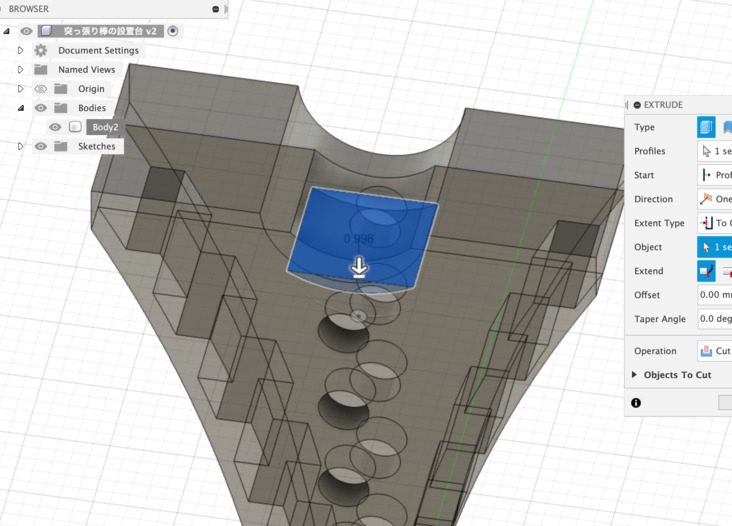 BROWSER
突っ張り棒の設置台 v2
Document Settings
Named Views
Origin
Bodies
Body2
Sketches
0.998
EXTRUDE
Type
Profiles
1 se
Start
Prof
Direction
One
Extent Type
To
Object
1 se
Extend
Offset
0.00 m
Taper Angle
0.0 deg
Operation
Cut
Objects To Cut